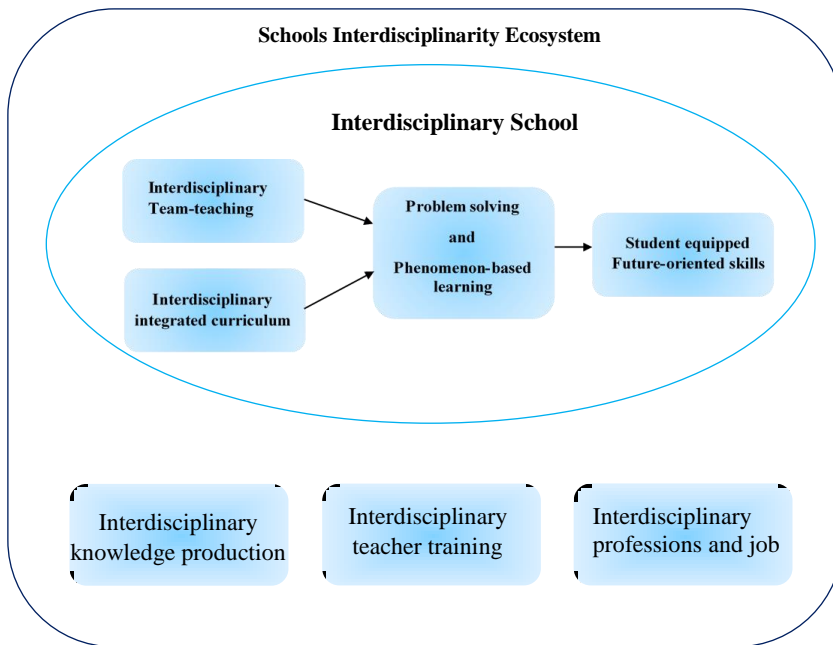 Schools Interdisciplinarity Ecosystem
Interdisciplinary School
Interdisciplinary
Team-teaching
Interdisciplinary
integrated curriculum
Problem solving
and
Phenomenon-based
learning
Student equipped
Future-oriented skills
Interdisciplinary
knowledge production
Interdisciplinary
teacher training
Interdisciplinary
professions and job